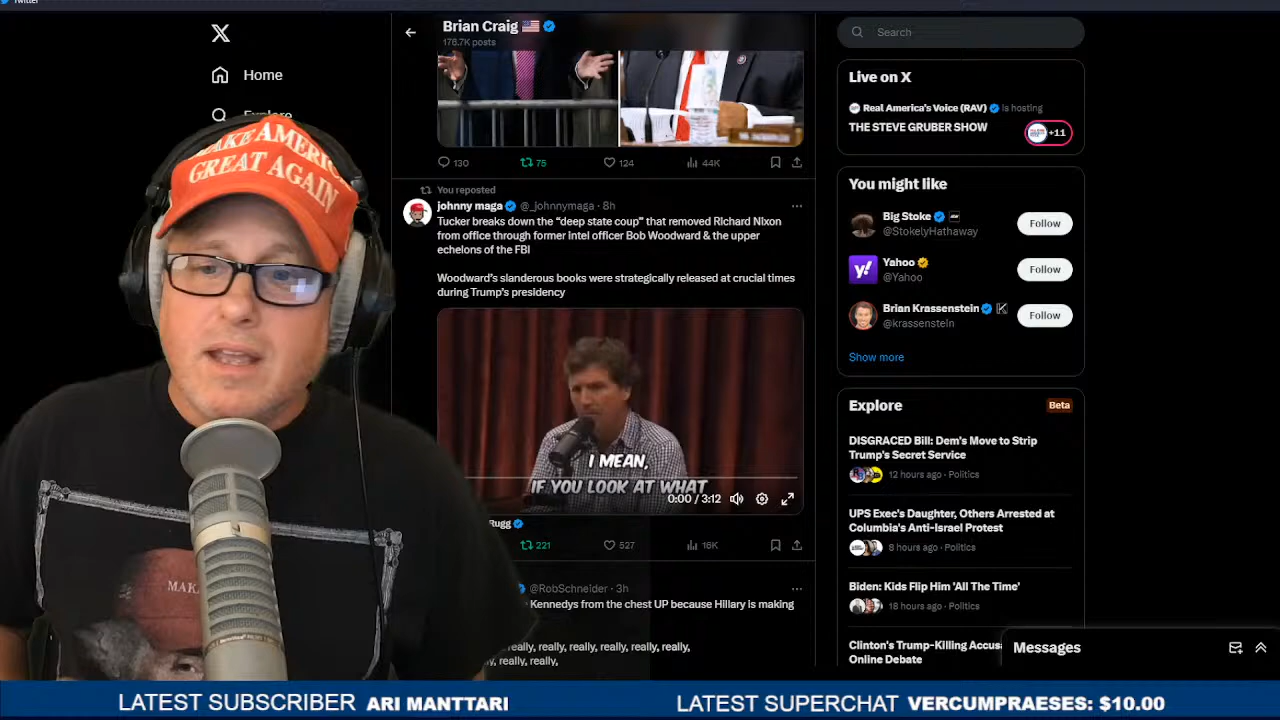 Twitter
Brian Craig
176.7K posts
Home
Explore
Search
Live on X
Real America's Voice (RAV) is hosting
THE STEVE GRUBER SHOW
+11
You might like
Big Stoke
@StokelyHathaway
Follow
Yahoo
@Yahoo
Follow
Brian Krassenstein
@krassenstein
Follow
Show more
Explore
Beta
DISGRACED Bill: Dem's Move to Strip
Trump's Secret Service
12 hours ago · Politics
UPS Exec's Daughter, Others Arrested at
Columbia's Anti-Israel Protest
8 hours ago · Politics
Biden: Kids Flip Him 'All The Time'
18 hours ago · Politics
Clinton's Trump-Killing Accus
Online Debate
Messages
130
75
124
44K
You reposted
johnny maga @_johnnymaga · 8h
Tucker breaks down the “deep state coup” that removed Richard Nixon
from office through former intel officer Bob Woodward & the upper
echelons of the FBI
Woodward’s slanderous books were strategically released at crucial times
during Trump’s presidency
I MEAN,
IF YOU LOOK AT WHAT
0:00 / 3:12
Rugg
221
527
16K
@RobSchneider · 3h
Kennedys from the chest UP because Hillary is making
really, really, really, really, really, really,
really, really,
MAKE AMERICA
GREAT AGAIN
MAK
LATEST SUBSCRIBER ARI MANTTARI
LATEST SUPERCHAT VERCUMPRAESES: $10.00